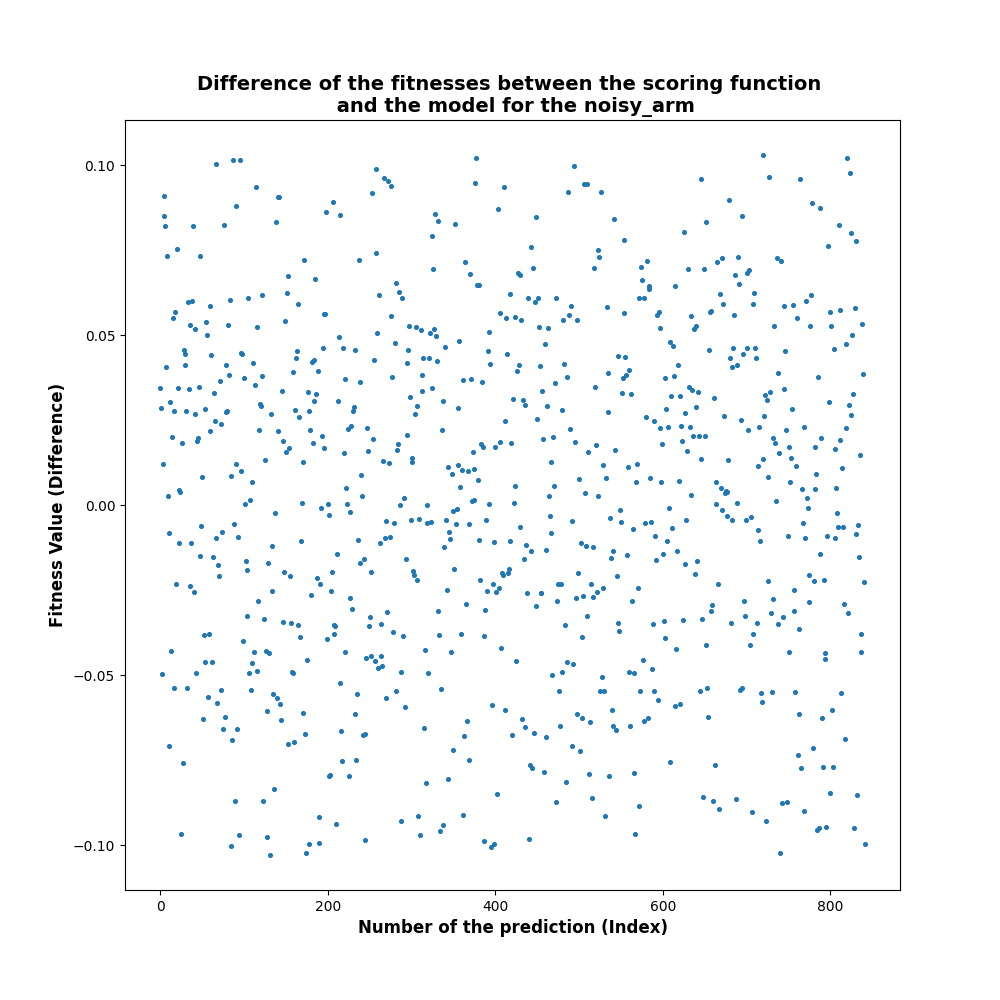 Difference of the fitnesses between the scoring function
and the model for the noisy_arm
0.10
0.05
0.00
−0.05
−0.10
Fitness Value (Difference)
0 200 400 600 800
Number of the prediction (Index)